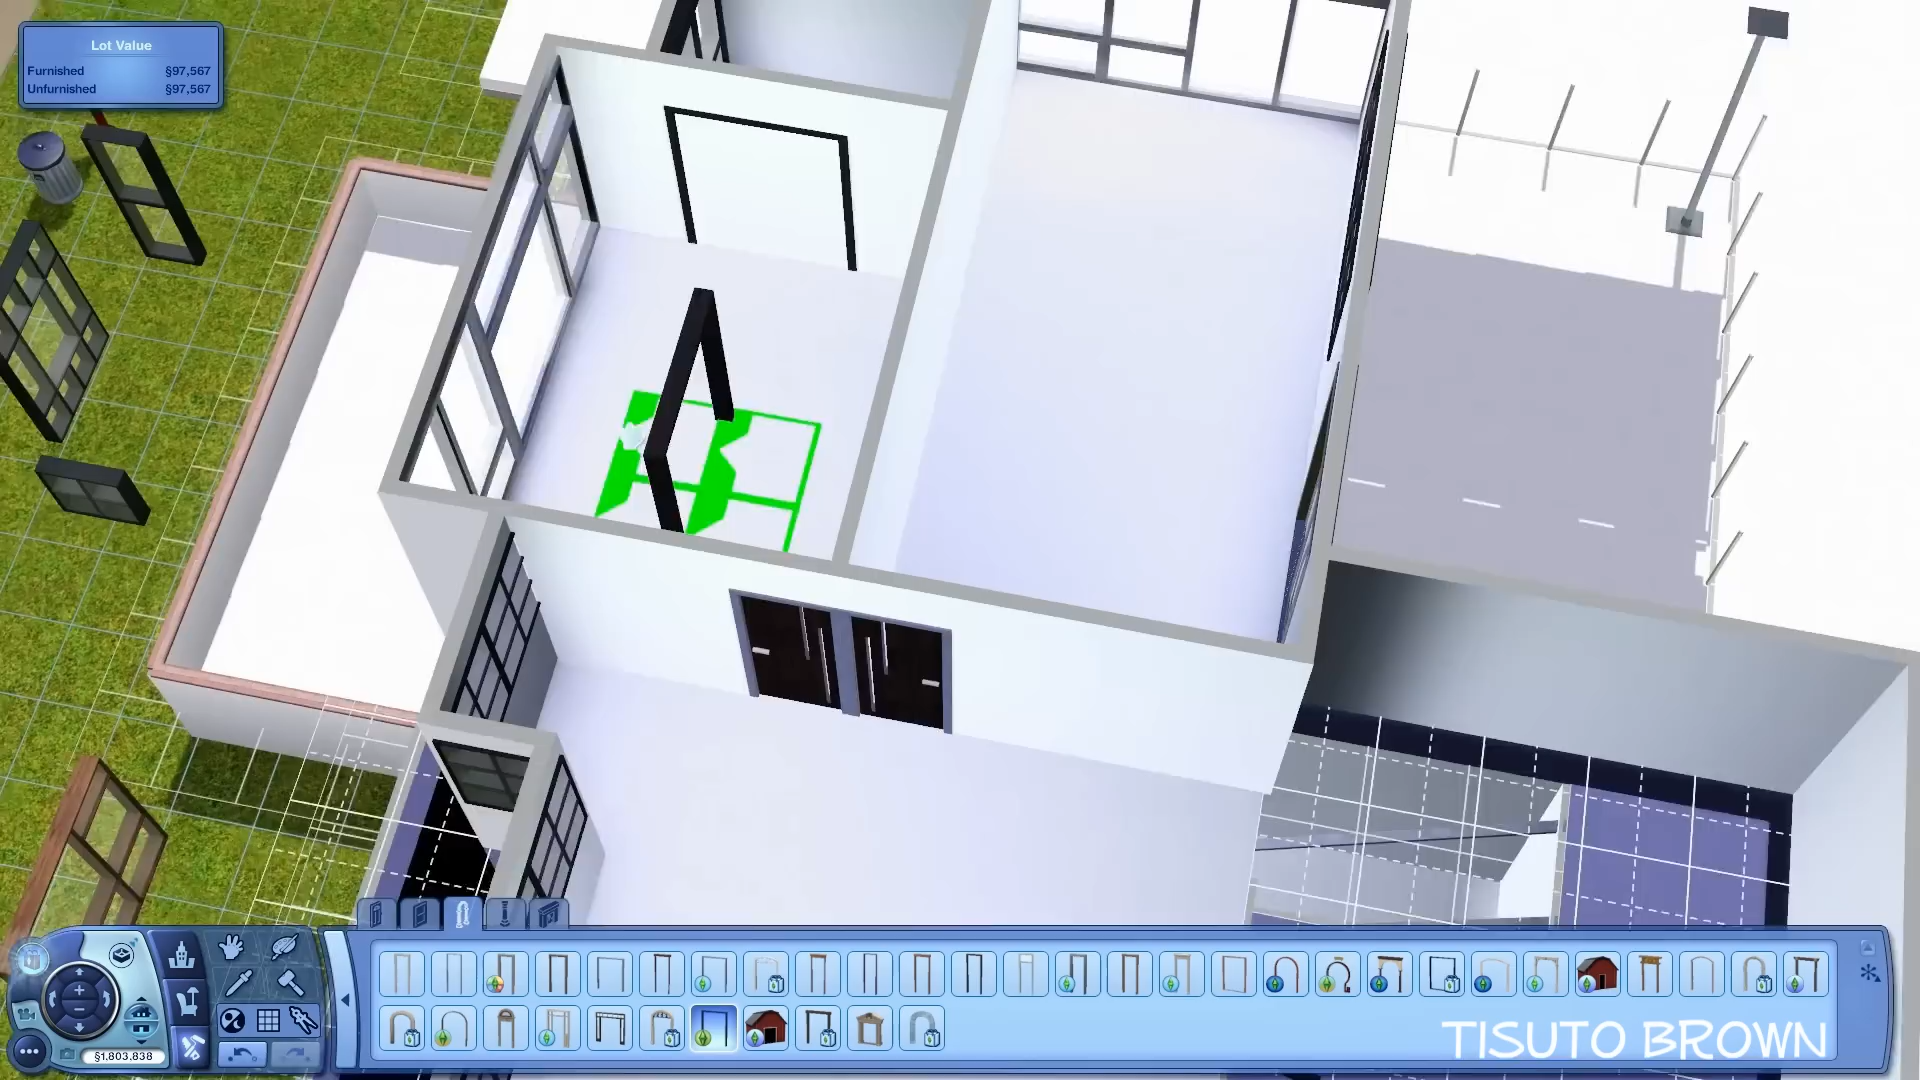 Lot Value
Furnished §97,567
Unfurnished §97,567
§1,803,838
TISUTO BROWN